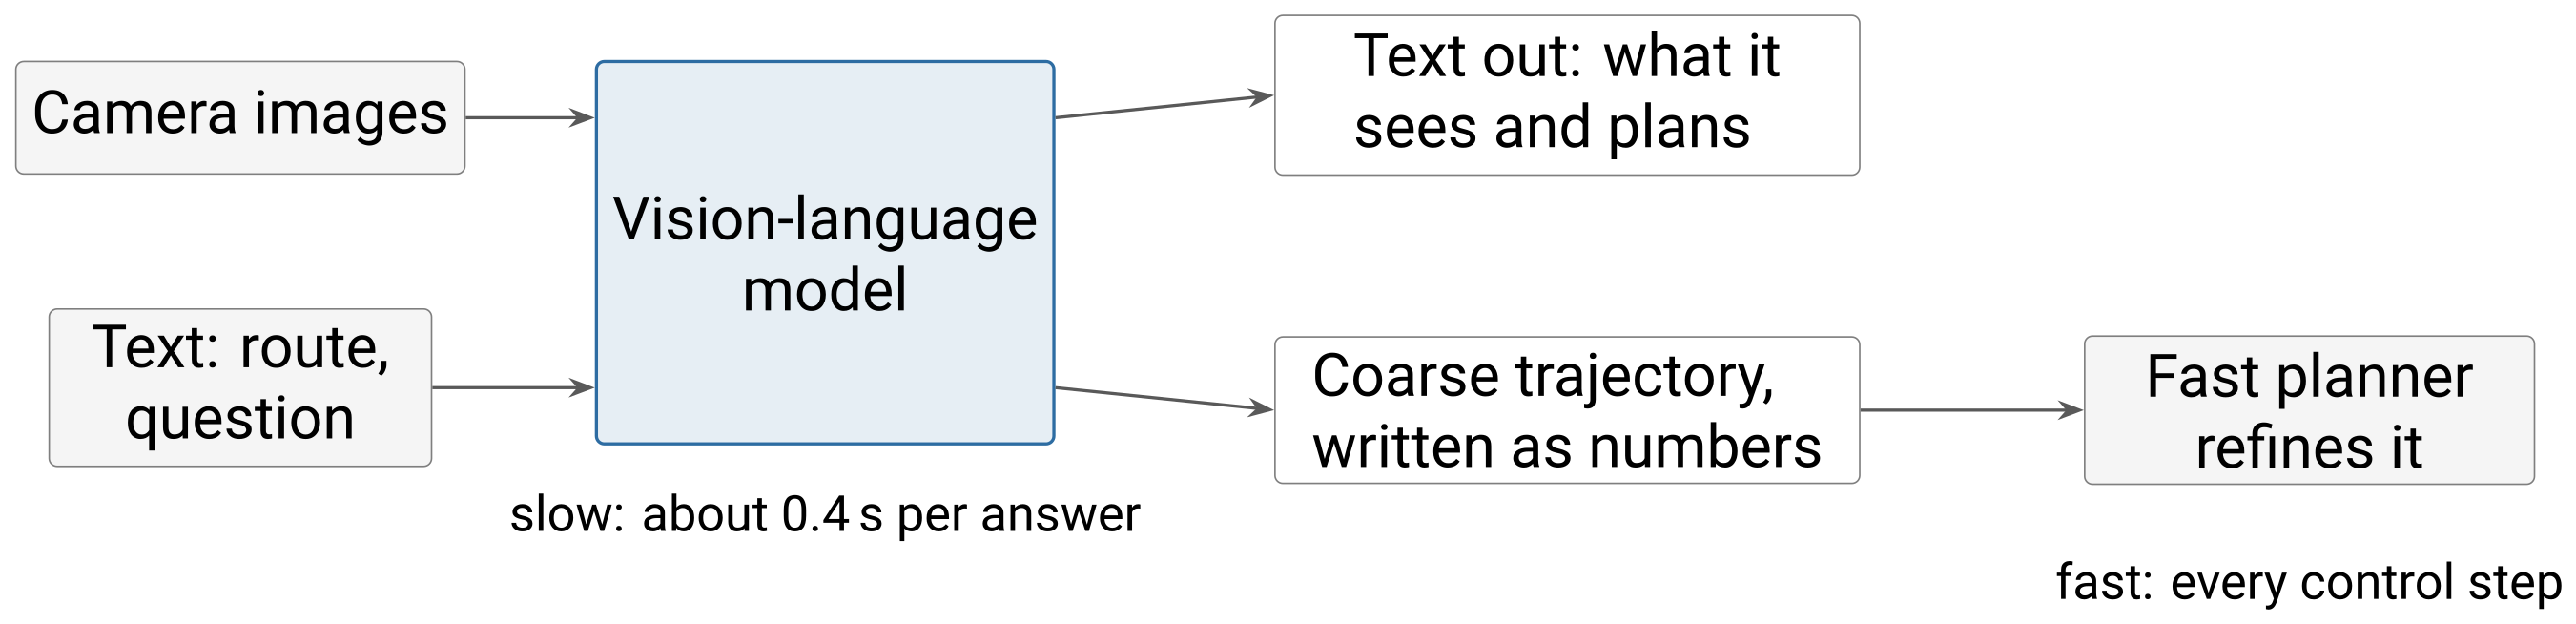 Camera images
Text: route,
question
Vision-language
model
slow: about 0.4 s per answer
Text out: what it
sees and plans
Coarse trajectory,
written as numbers
Fast planner
refines it
fast: every control step